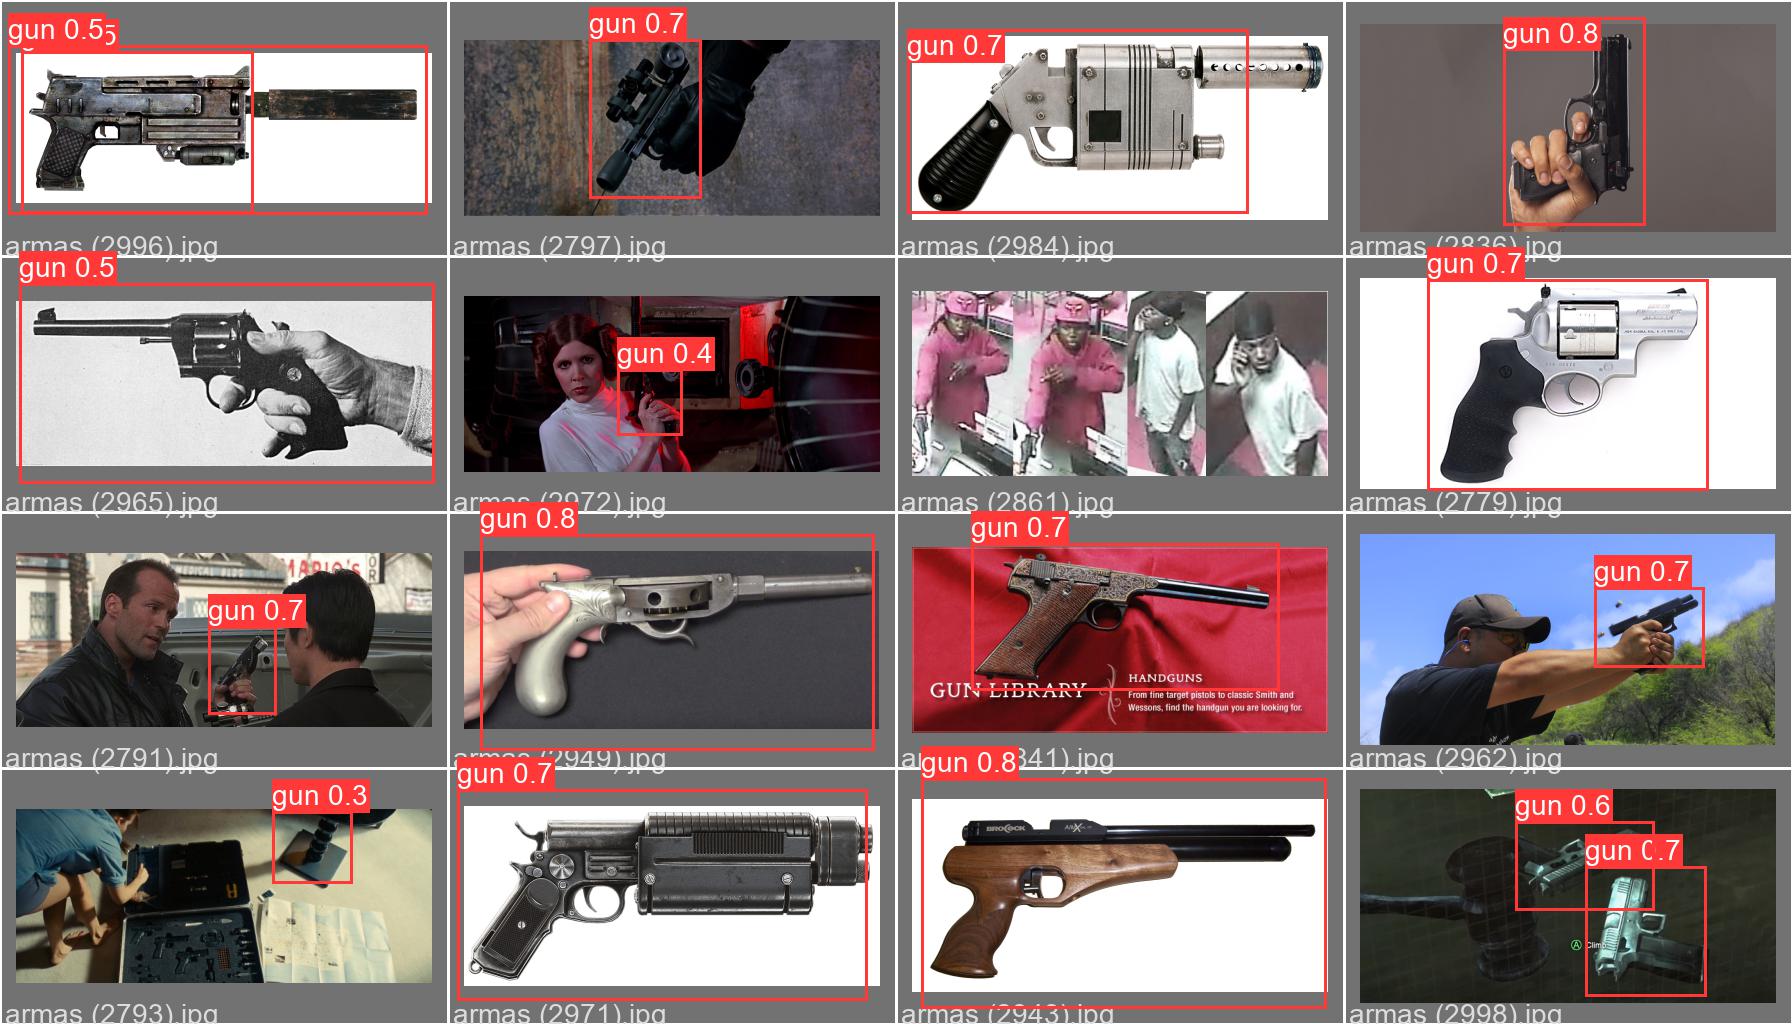 gun 0.5
gun 0.7
gun 0.7
gun 0.8
armas (2996).jpg
armas (2797).jpg
armas (2984).jpg
armas (2836).jpg
gun 0.5
gun 0.4
gun 0.7
armas (2965).jpg
armas (2972).jpg
armas (2861).jpg
armas (2779).jpg
gun 0.7
gun 0.8
gun 0.7
GUN LIBRARY
HANDGUNS
From fine target pistols to classic Smith and
Wessons, find the handgun you are looking for.
gun 0.7
armas (2791).jpg
armas (2949).jpg
841).jpg
armas (2962).jpg
gun 0.3
gun 0.7
gun 0.8
BROCOCK
gun 0.6
gun 0.7
A Climb
armas (2793).jpg
armas (2971).jpg
armas (2943).jpg
armas (2998).jpg